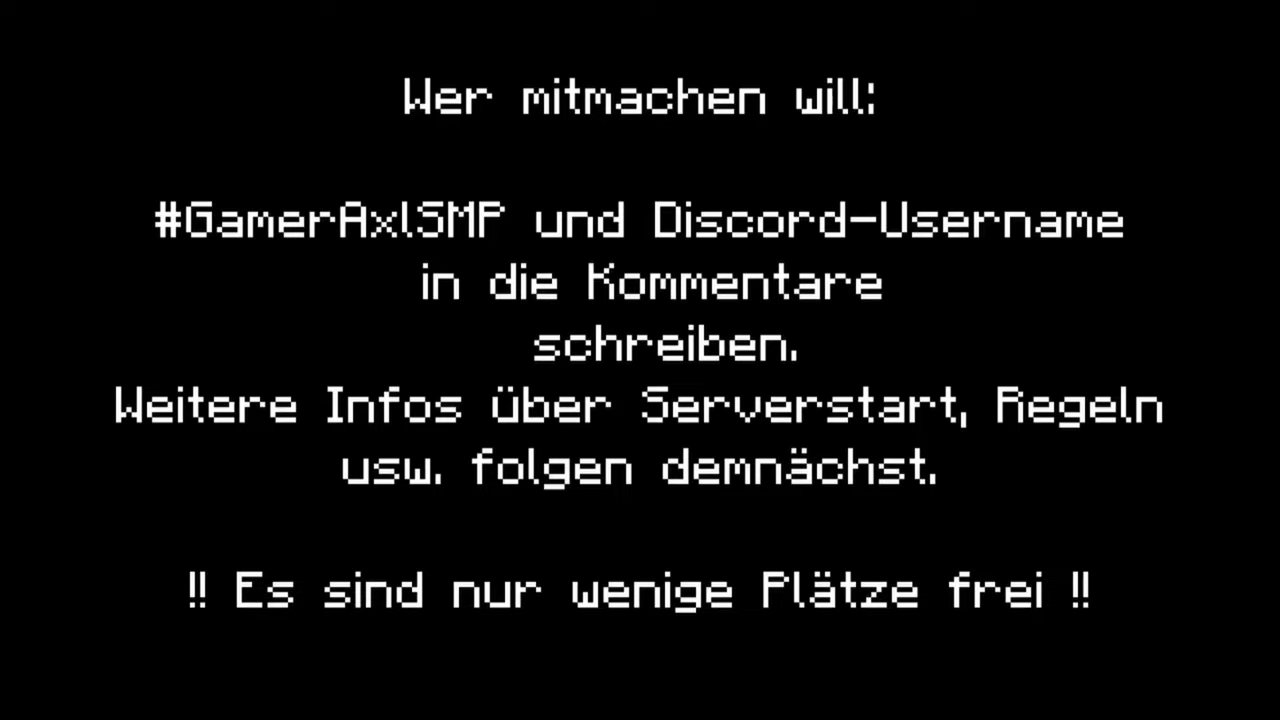 Wer mitmachen will:
#GamerAxlSMP und Discord-Username
in die Kommentare
schreiben.
Weitere Infos über Serverstart, Regeln
usw. folgen demnächst.
!! Es sind nur wenige Plätze frei !!